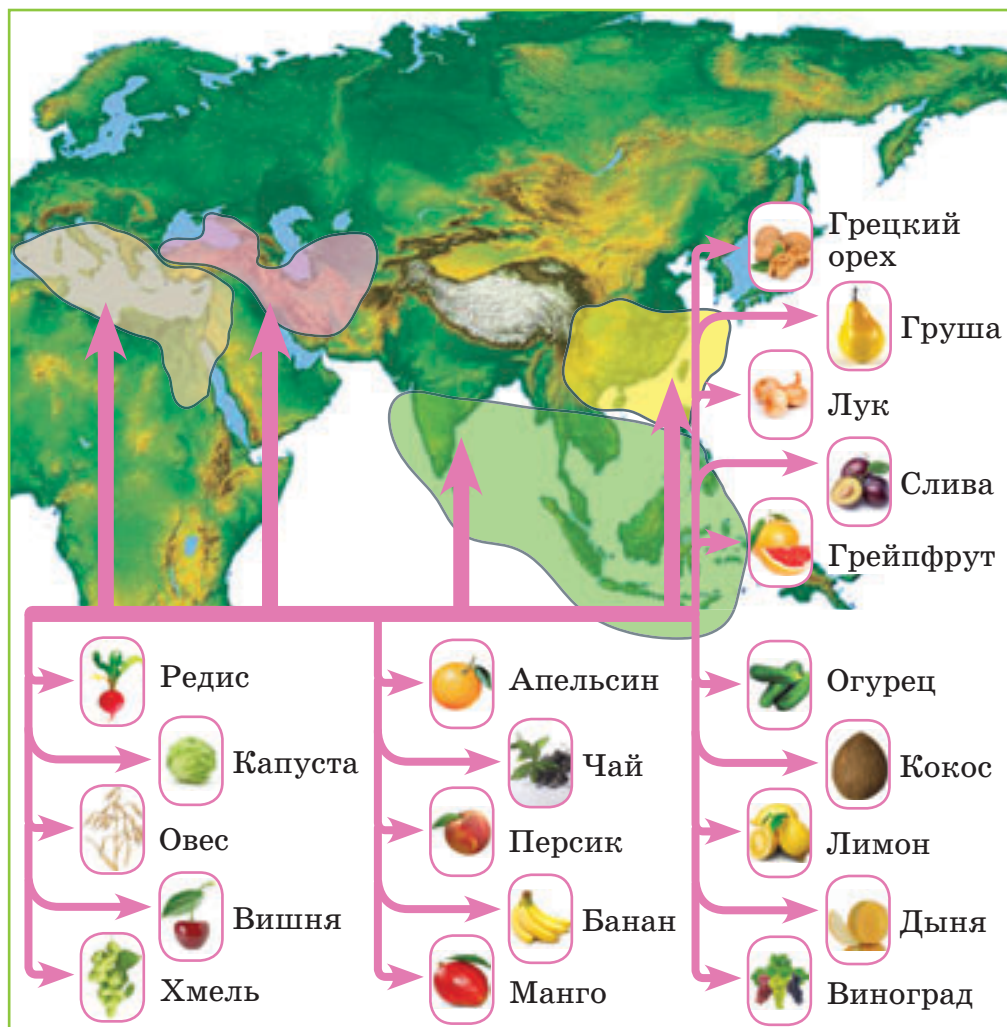 Грецкий
орех
Груша
Лук
Слива
Грейпфрут
Редис
Капуста
Овес
Вишня
Хмель
Апельсин
Чай
Персик
Банан
Манго
Огурец
Кокос
Лимон
Дыня
Виноград